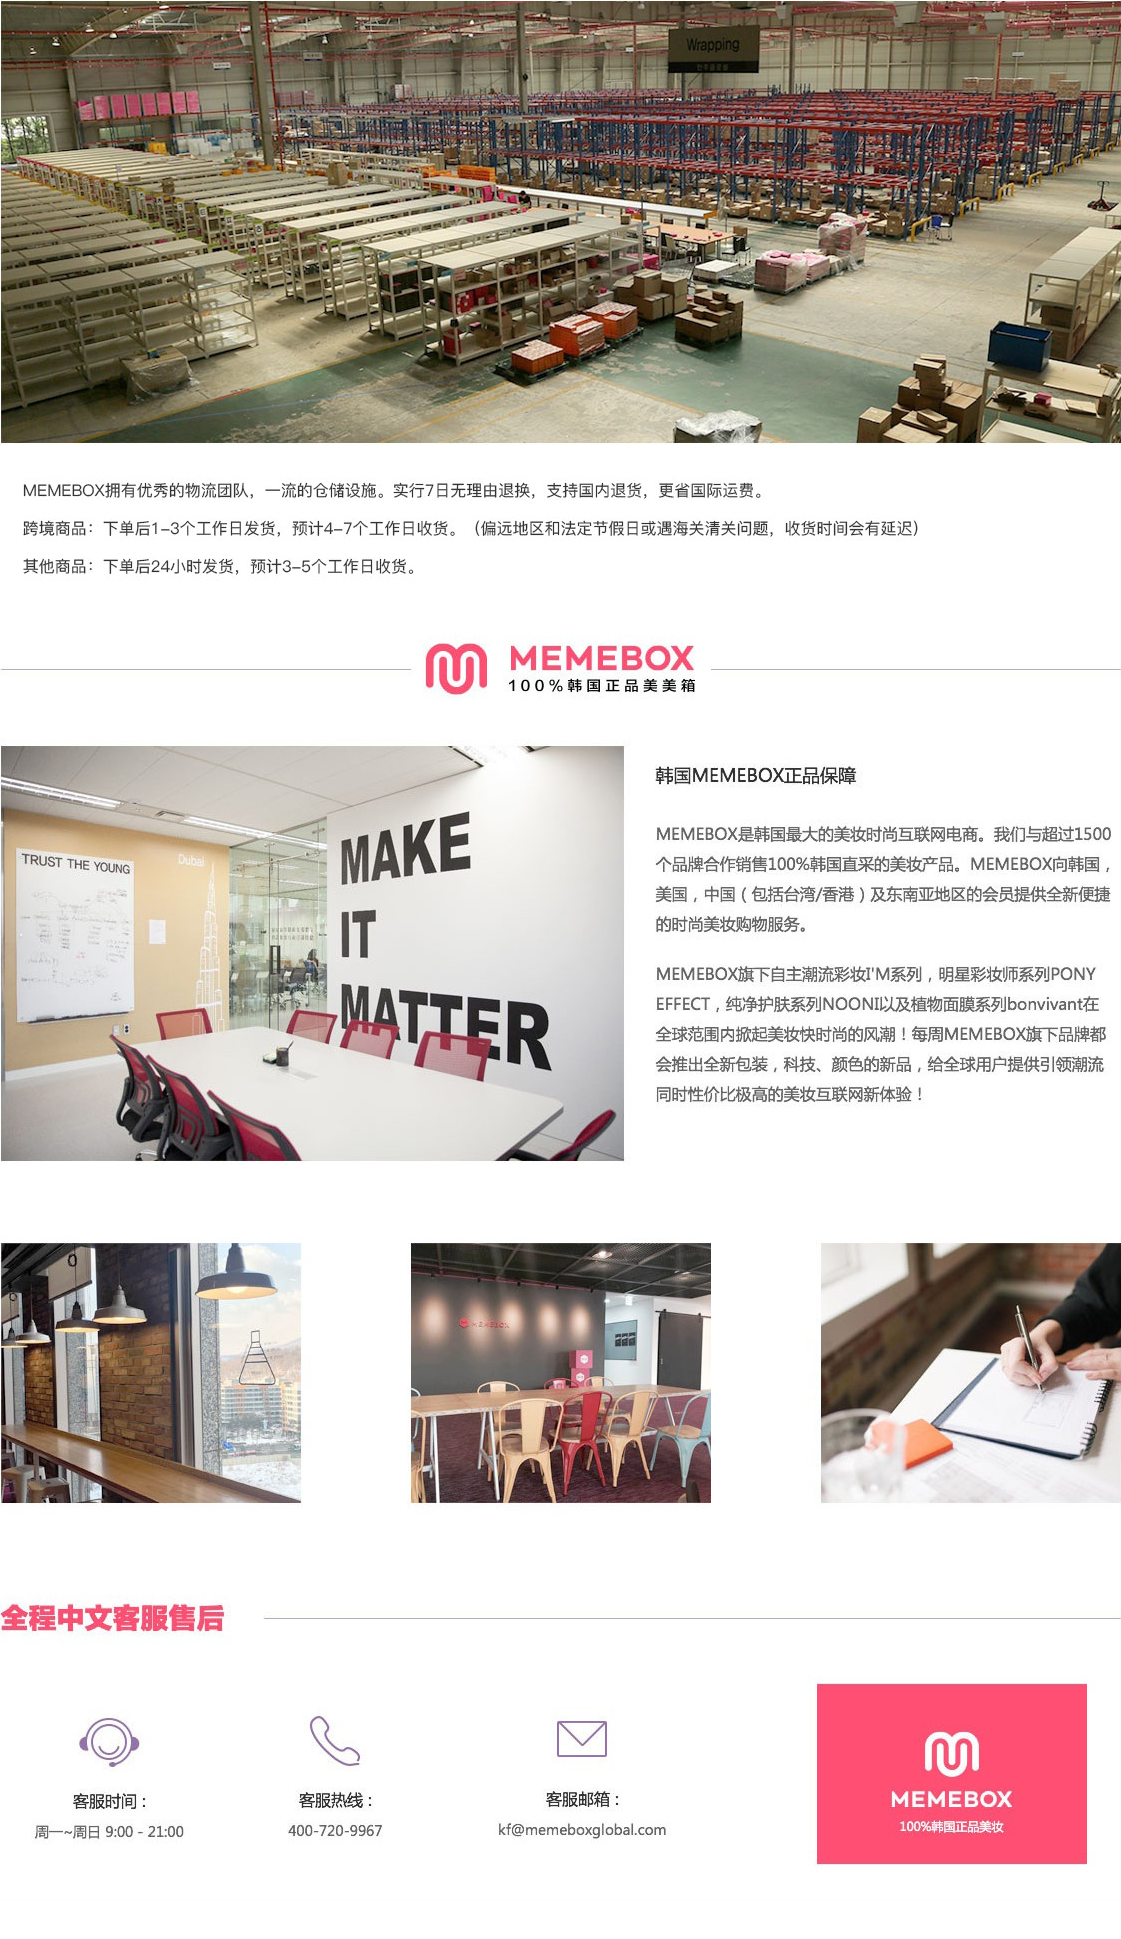 Wrapping
MEMEBOX拥有优秀的物流团队，一流的仓储设施。实行7日无理由退换，支持国内退货，更省国际运费。
跨境商品：下单后1-3个工作日发货，预计4-7个工作日收货。（偏远地区和法定节假日或遇海关清关问题，收货时间会有延迟）
其他商品：下单后24小时发货，预计3-5个工作日收货。
MEMEBOX
100%韩国正品美美箱
TRUST THE YOUNG
Dubai
MAKE
IT
MATTER
韩国MEMEBOX正品保障
MEMEBOX是韩国最大的美妆时尚互联网电商。我们与超过1500
个品牌合作销售100%韩国直采的美妆产品。MEMEBOX向韩国，
美国，中国（包括台湾/香港）及东南亚地区的会员提供全新便捷
的时尚美妆购物服务。
MEMEBOX旗下自主潮流彩妆I'M系列，明星彩妆师系列PONY
EFFECT，纯净护肤系列NOONI以及植物面膜系列bonvivant在
全球范围内掀起美妆快时尚的风潮！每周MEMEBOX旗下品牌都
会推出全新包装，科技、颜色的新品，给全球用户提供引领潮流
同时性价比极高的美妆互联网新体验！
MEMEBOX
全程中文客服售后
客服时间：
周一~周日 9:00 - 21:00
客服热线：
400-720-9967
客服邮箱：
kf@memeboxglobal.com
MEMEBOX
100%韩国正品美妆